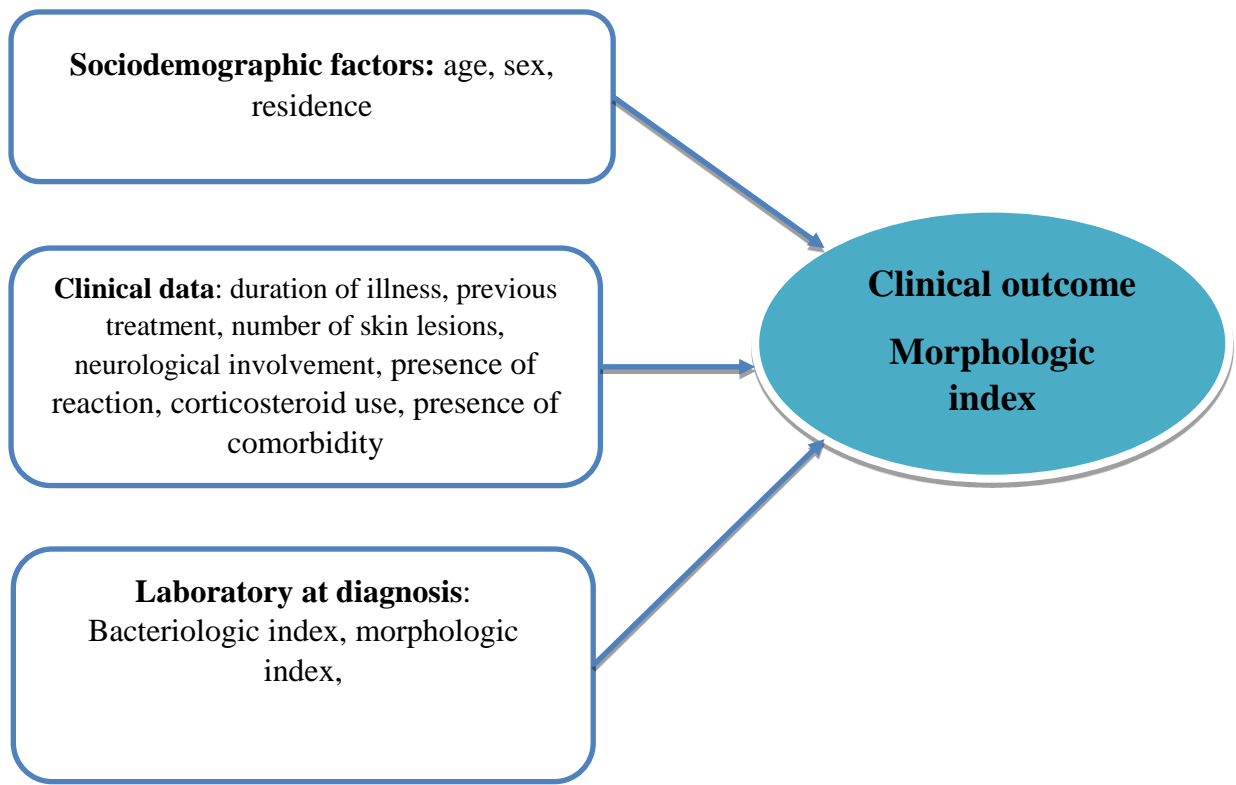 Sociodemographic factors: age, sex,
residence
Clinical data: duration of illness, previous
treatment, number of skin lesions,
neurological involvement, presence of
reaction, corticosteroid use, presence of
comorbidity
Laboratory at diagnosis:
Bacteriologic index, morphologic
index,
Clinical outcome
Morphologic
index